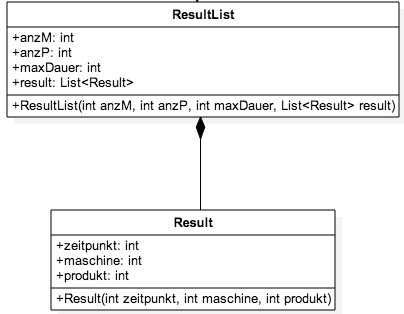 ResultList
+anzM: int
+anzP: int
+maxDauer: int
+result: List<Result>
+ResultList(int anzM, int anzP, int maxDauer, List<Result> result)
Result
+zeitpunkt: int
+maschine: int
+produkt: int
+Result(int zeitpunkt, int maschine, int produkt)